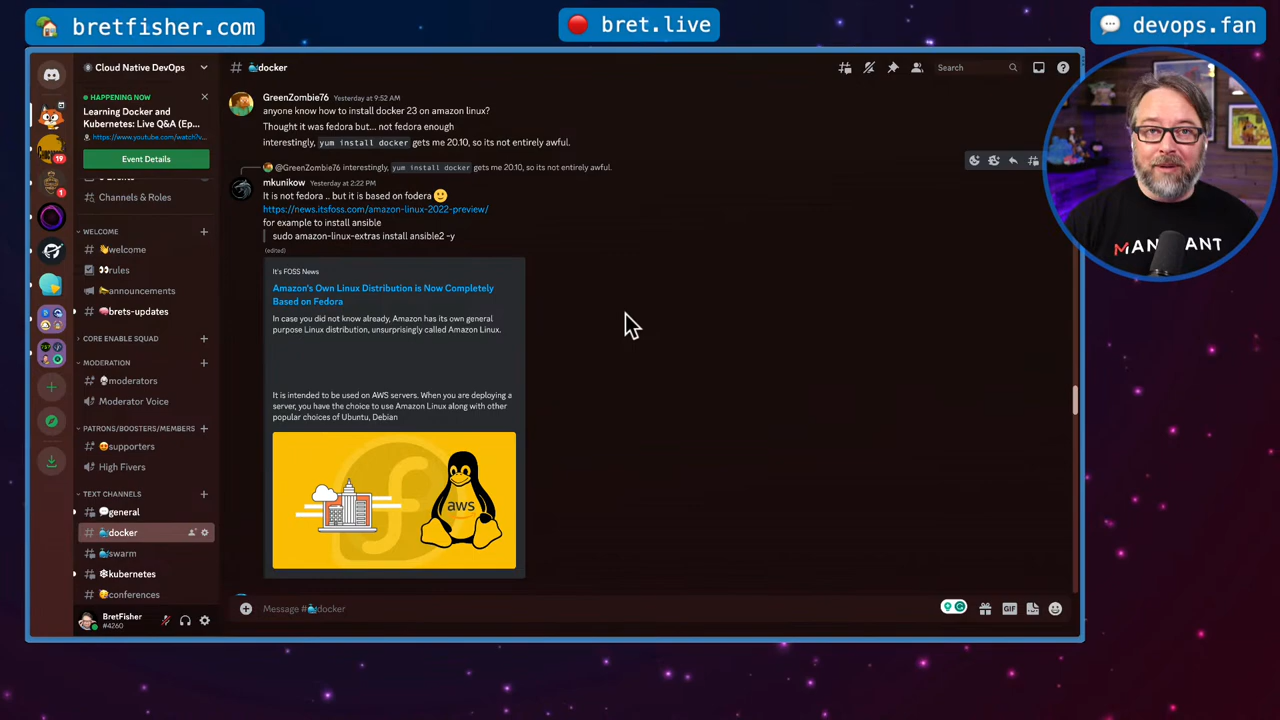 bretfisher.com
bret.live
devops.fan
Cloud Native DevOps
HAPPENING NOW
Learning Docker and
Kubernetes: Live Q&A (Ep...
https://www.youtube.com/watch?v...
Event Details
Channels & Roles
WELCOME
welcome
rules
announcements
brets-updates
CORE ENABLE SQUAD
MODERATION
moderators
Moderator Voice
PATRONS/BOOSTERS/MEMBERS
supporters
High Fivers
TEXT CHANNELS
general
docker
swarm
kubernetes
conferences
BretFisher
#4260
19
1
docker
Search
GreenZombie76 Yesterday at 9:52 AM
anyone know how to install docker 23 on amazon linux?
Thought it was fedora but... not fedora enough
interestingly, yum install docker gets me 20.10, so its not entirely awful.
@GreenZombie76 interestingly, yum install docker gets me 20.10, so its not entirely awful.
mkunikow Yesterday at 2:22 PM
It is not fedora .. but it is based on fodera
https://news.itsfoss.com/amazon-linux-2022-preview/
for example to install ansible
sudo amazon-linux-extras install ansible2 -y
(edited)
It's FOSS News
Amazon's Own Linux Distribution is Now Completely
Based on Fedora
In case you did not know already, Amazon has its own general
purpose Linux distribution, unsurprisingly called Amazon Linux.
It is intended to be used on AWS servers. When you are deploying a
server, you have the choice to use Amazon Linux along with other
popular choices of Ubuntu, Debian
aws
Message #docker
GIF